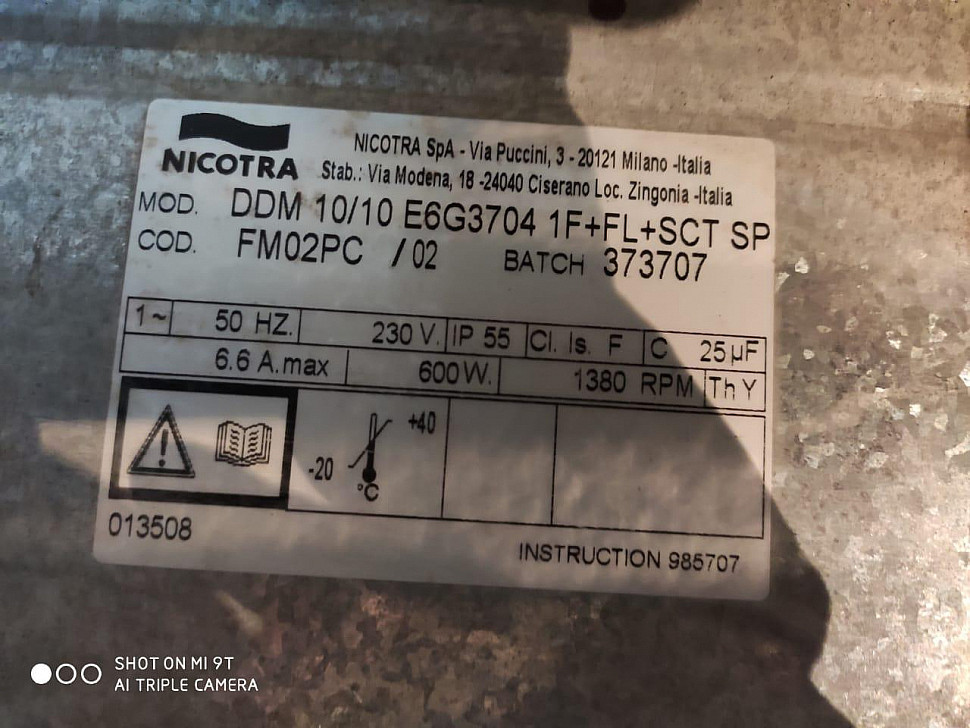 NICOTRA
NICOTRA SpA - Via Puccini, 3 - 20121 Milano -Italia
Stab.: Via Modena, 18 -24040 Ciserano Loc. Zingonia -Italia
MOD. DDM 10/10 E6G3704 1F+FL+SCT SP
COD. FM02PC /02 BATCH 373707
1~ 50 HZ. 230 V. IP 55 Cl. Is. F C 25µF
6.6 A.max 600W. 1380 RPM Th Y
-20 +40
°C
013508
INSTRUCTION 985707
SHOT ON MI 9T
AI TRIPLE CAMERA